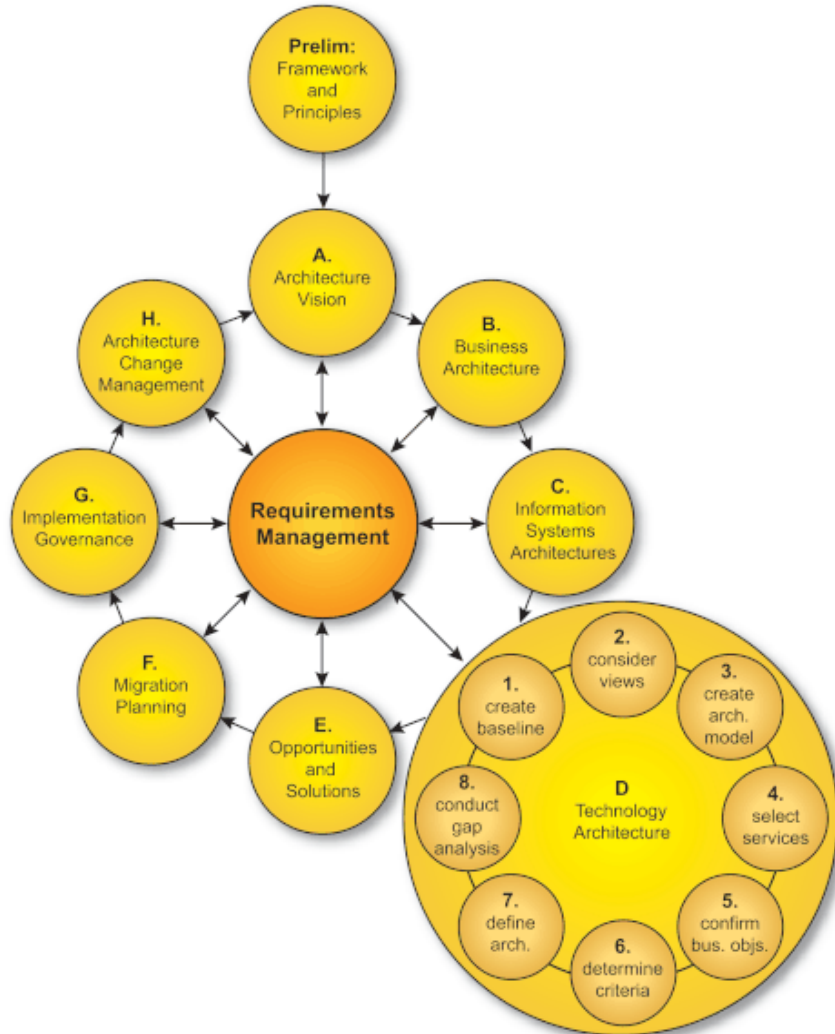 Prelim:
Framework
and
Principles
A.
Architecture
Vision
H.
Architecture
Change
Management
B.
Business
Architecture
G.
Implementation
Governance
Requirements
Management
C.
Information
Systems
Architectures
F.
Migration
Planning
E.
Opportunities
and
Solutions
D
Technology
Architecture
1.
create
baseline
2.
consider
views
3.
create
arch.
model
4.
select
services
5.
confirm
bus. objs.
6.
determine
criteria
7.
define
arch.
8.
conduct
gap
analysis